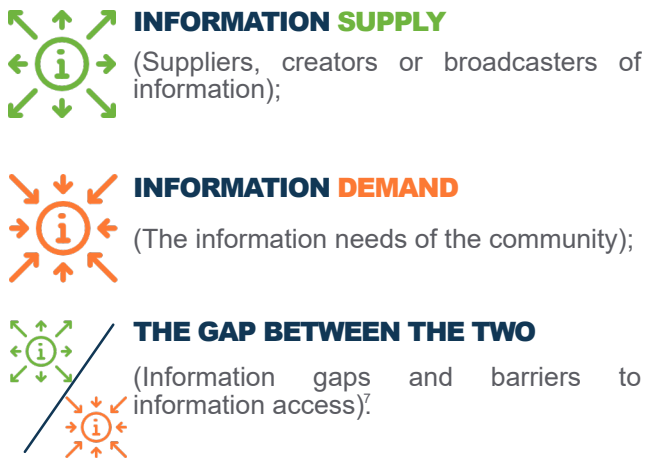 INFORMATION SUPPLY
(Suppliers, creators or broadcasters of
information);
INFORMATION DEMAND
(The information needs of the community);
THE GAP BETWEEN THE TWO
(Information gaps and barriers to
information access)⁷.